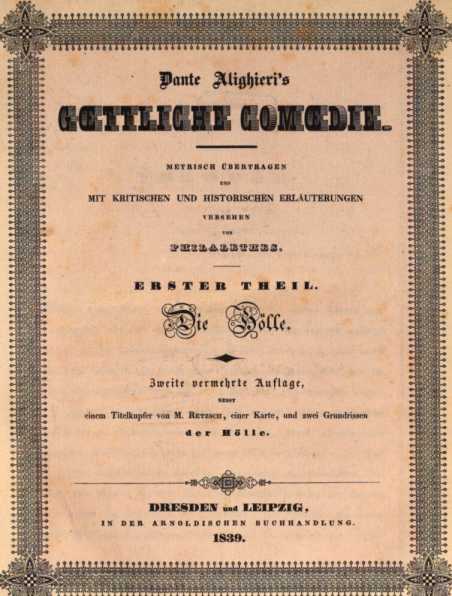 Dante Alighieri's
GŒTTLICHE COMŒDIE.
METRISCH ÜBERTRAGEN
UND
MIT KRITISCHEN UND HISTORISCHEN ERLÄUTERUNGEN
VERSEHEN
VON
PHILALETHES.
ERSTER THEIL.
Die Hölle.
Zweite vermehrte Auflage,
NEBST
einem Titelkupfer von M. RETZSCH, einer Karte, und zwei Grundrissen
der Hölle.
DRESDEN und LEIPZIG,
IN DER ARNOLDISCHEN BUCHHANDLUNG.
1839.